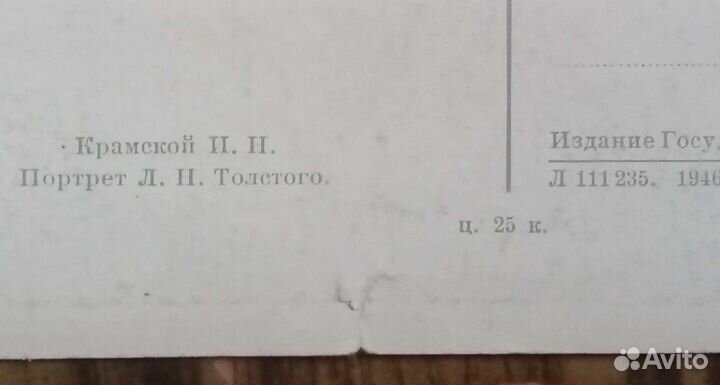 Крамской И. Н.
Портрет Л. Н. Толстого.
Издание Госу
Л 111235. 1946
ц. 25 к.
Avito